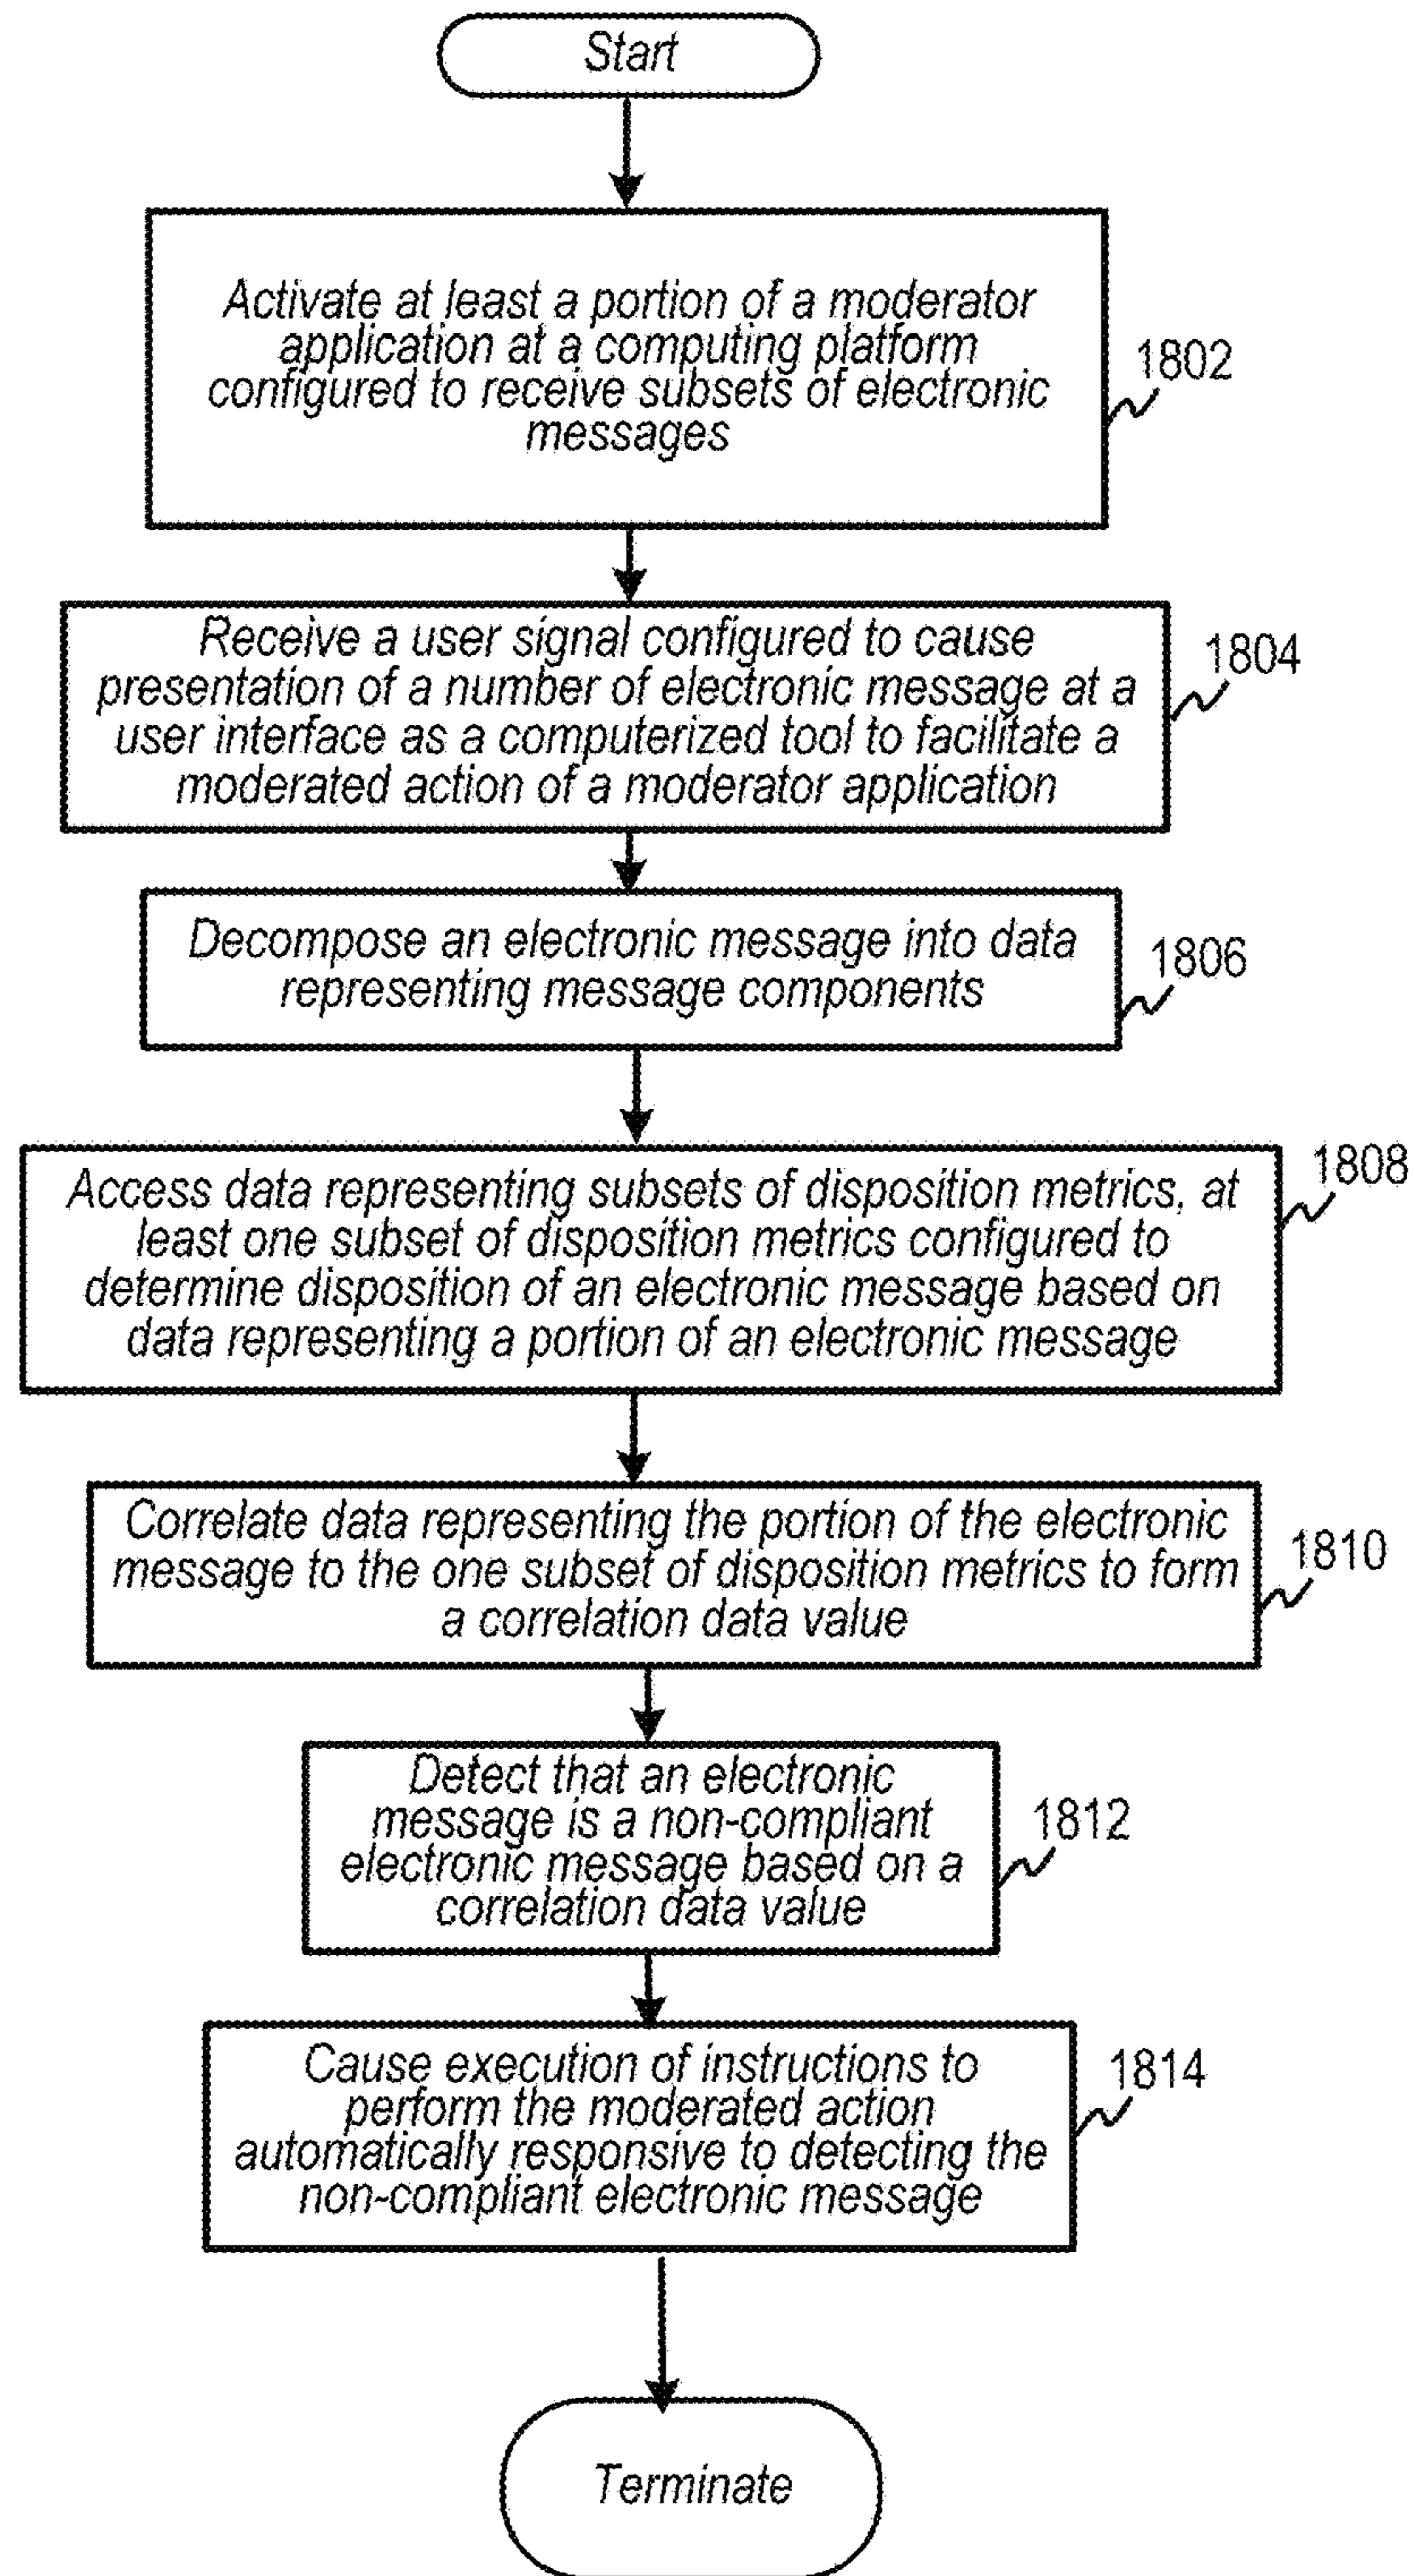 Start
Activate at least a portion of a moderator
application at a computing platform
configured to receive subsets of electronic
messages
1802
Receive a user signal configured to cause
presentation of a number of electronic message at a
user interface as a computerized tool to facilitate a
moderated action of a moderator application
1804
Decompose an electronic message into data
representing message components
1806
Access data representing subsets of disposition metrics, at
least one subset of disposition metrics configured to
determine disposition of an electronic message based on
data representing a portion of an electronic message
1808
Correlate data representing the portion of the electronic
message to the one subset of disposition metrics to form
a correlation data value
1810
Detect that an electronic
message is a non-compliant
electronic message based on a
correlation data value
1812
Cause execution of instructions to
perform the moderated action
automatically responsive to detecting the
non-compliant electronic message
1814
Terminate